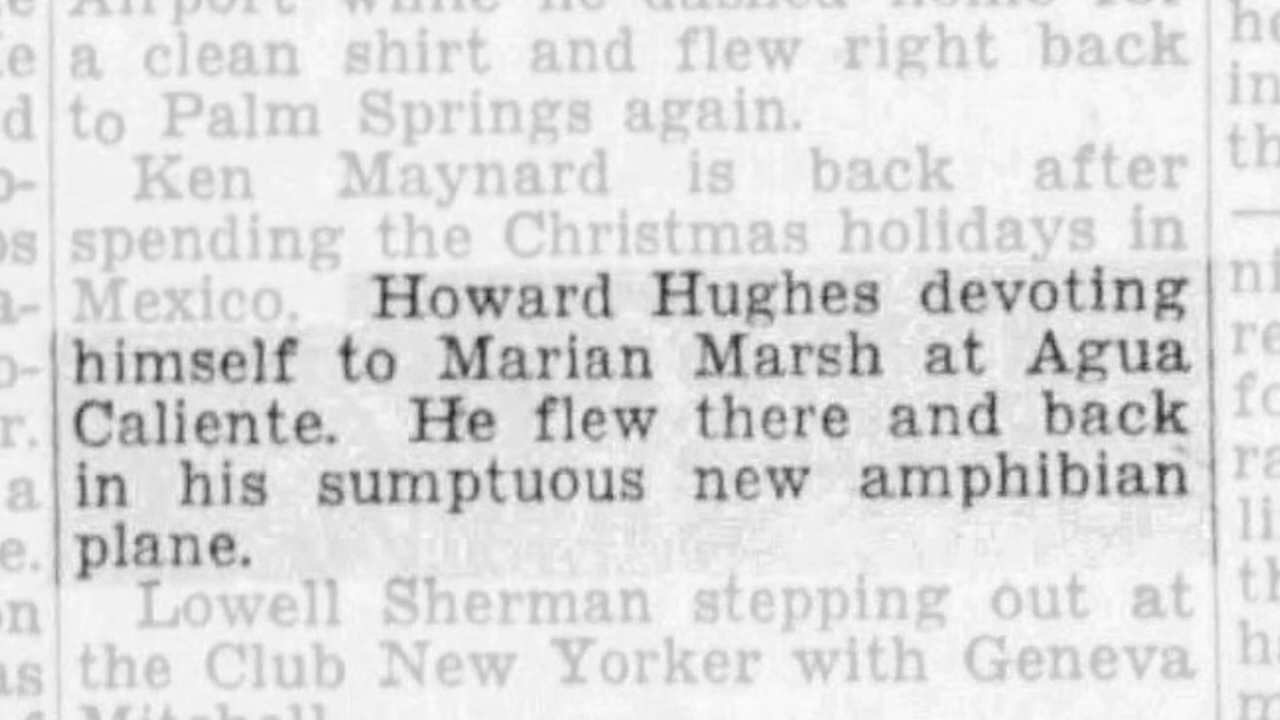 a clean shirt and flew right back
to Palm Springs again.
Ken Maynard is back after
spending the Christmas holidays in
Mexico. Howard Hughes devoting
himself to Marian Marsh at Agua
Caliente. He flew there and back
in his sumptuous new amphibian
plane.
Lowell Sherman stepping out at
the Club New Yorker with Geneva